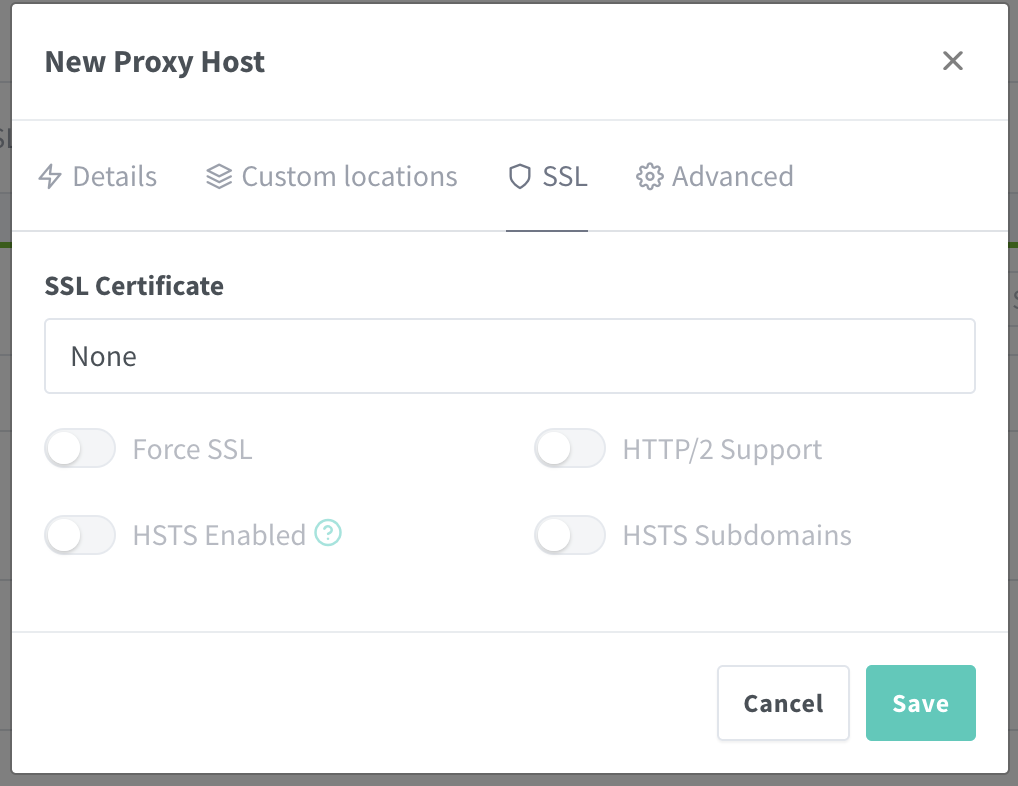 New Proxy Host
Details Custom locations SSL Advanced
SSL Certificate
None
Force SSL HTTP/2 Support
HSTS Enabled ? HSTS Subdomains
Cancel Save